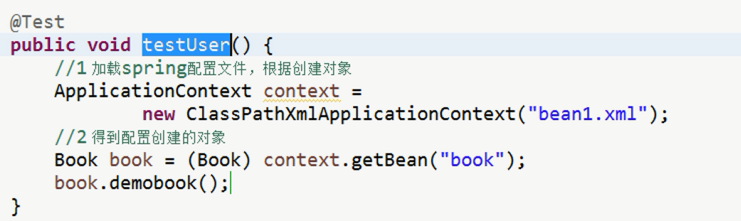 @Test
public void testUser() {
//1 加载spring配置文件，根据创建对象
ApplicationContext context =
new ClassPathXmlApplicationContext("bean1.xml");
//2 得到配置创建的对象
Book book = (Book) context.getBean("book");
book.demobook();
}